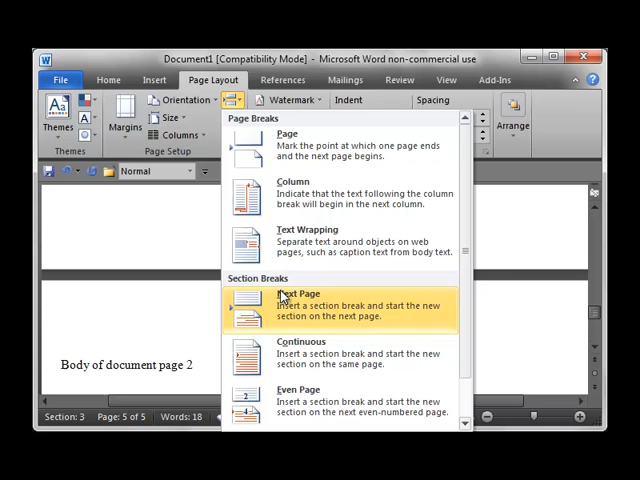 Document1 [Compatibility Mode] - Microsoft Word non-commercial use
File Home Insert Page Layout References Mailings Review View Add-Ins
Themes
Margins
Orientation
Size
Columns
Page Setup
Watermark
Indent
Spacing
Arrange
Normal
Page Breaks
Page
Mark the point at which one page ends
and the next page begins.
Column
Indicate that the text following the column
break will begin in the next column.
Text Wrapping
Separate text around objects on web
pages, such as caption text from body text.
Section Breaks
Next Page
Insert a section break and start the new
section on the next page.
Continuous
Insert a section break and start the new
section on the same page.
Even Page
Insert a section break and start the new
section on the next even-numbered page.
Body of document page 2
Section: 3 Page: 5 of 5 Words: 18